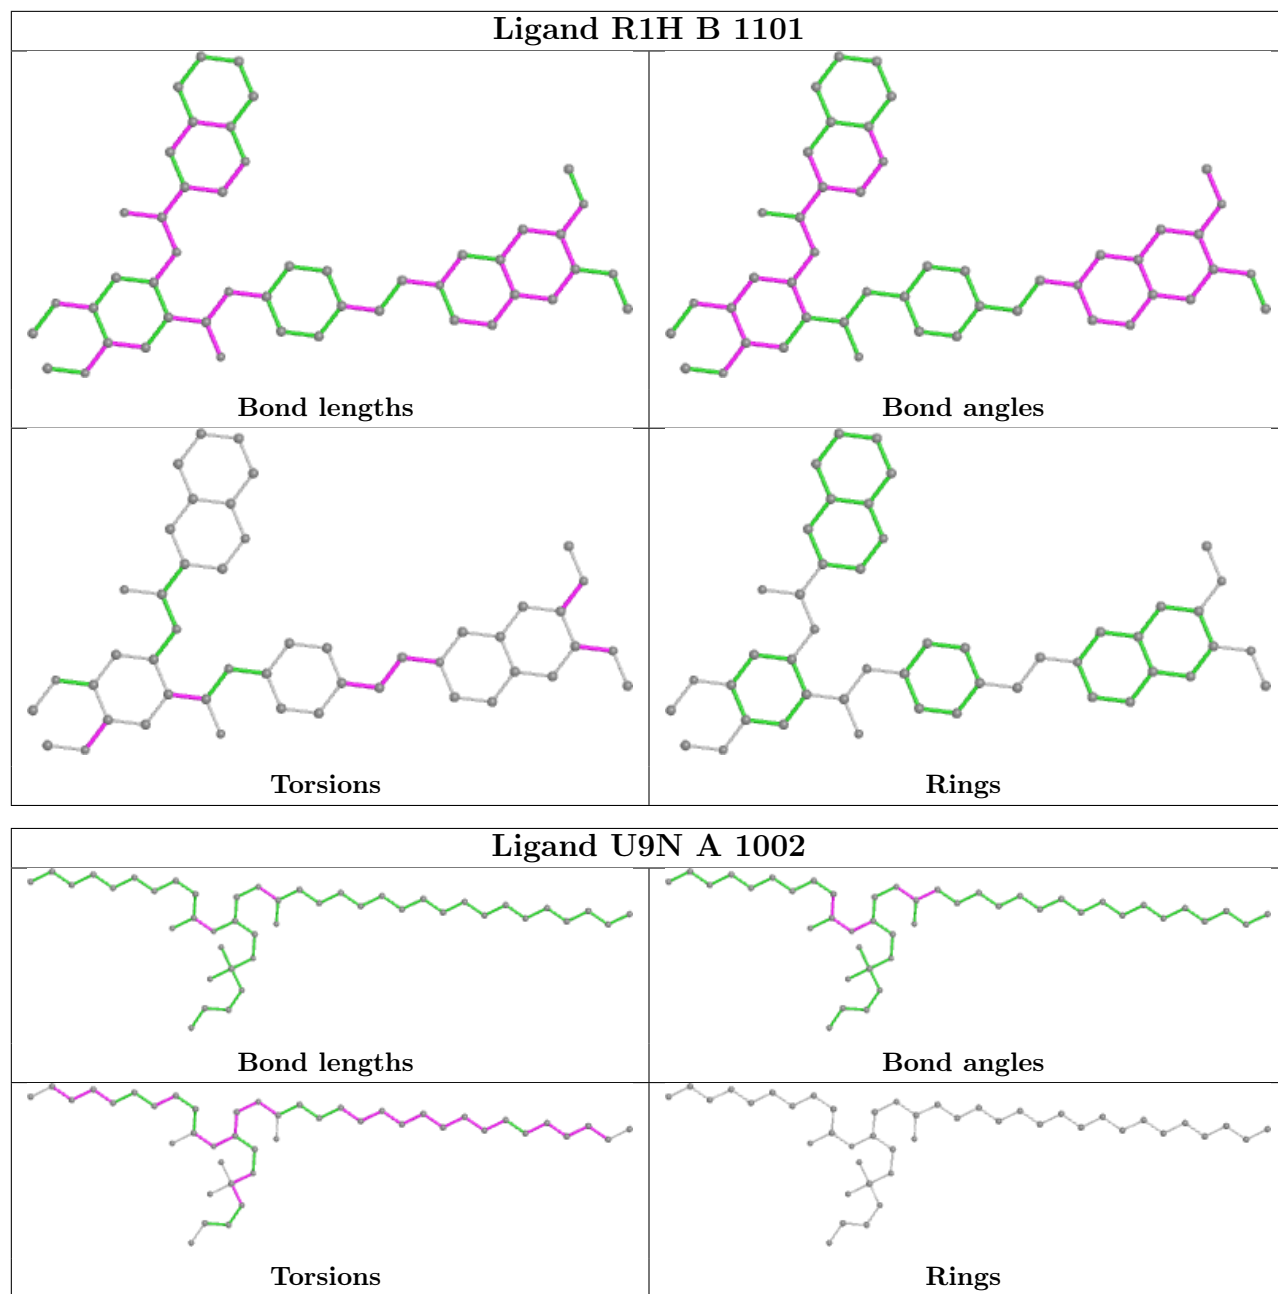 Ligand R1H B 1101
Bond lengths
Bond angles
Torsions
Rings
Ligand U9N A 1002
Bond lengths
Bond angles
Torsions
Rings